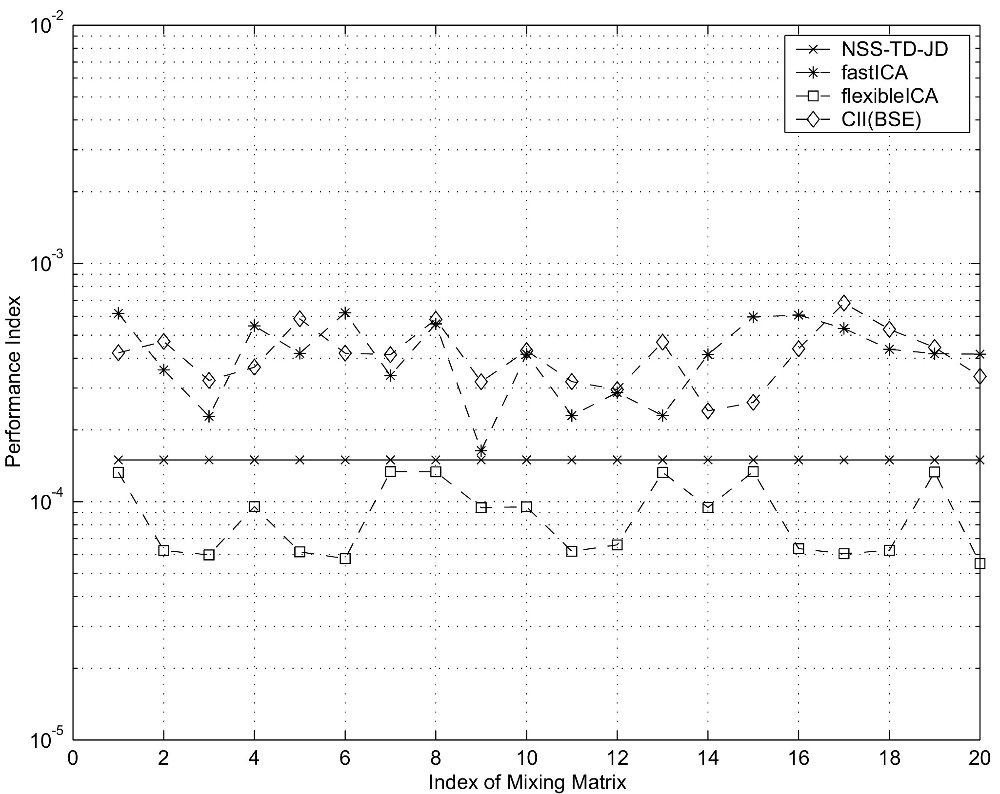 10-2
NSS-TD-JD
fastICA
flexibleICA
CII(BSE)
10-3
Performance Index
10-4
10-5
0 2 4 6 8 10 12 14 16 18 20
Index of Mixing Matrix